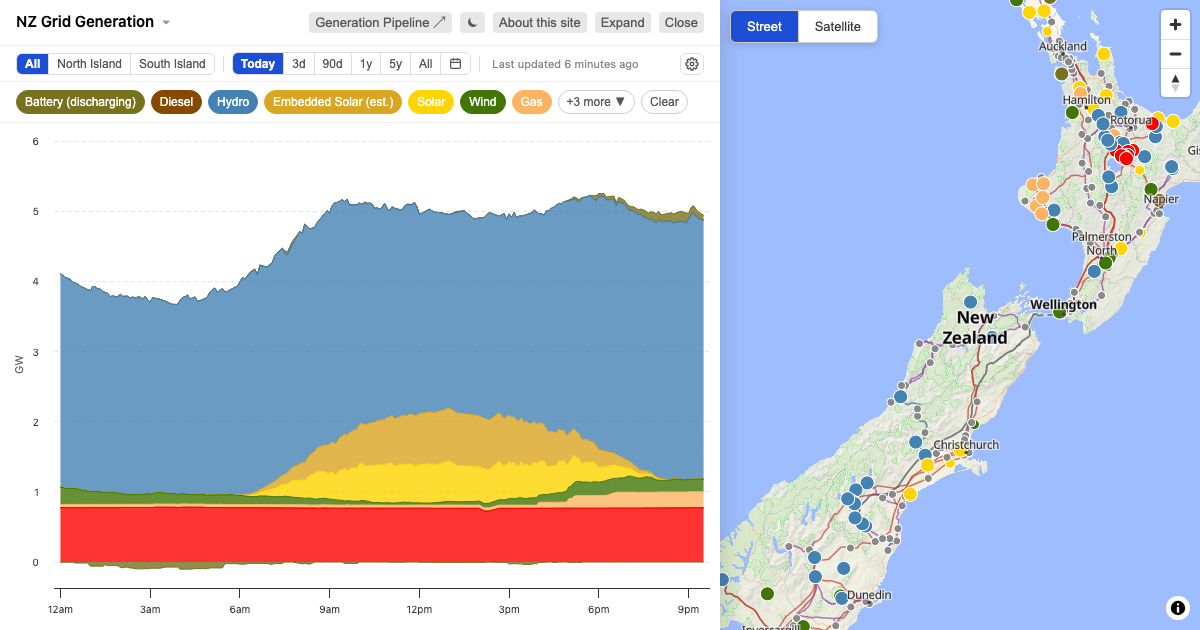 NZ Grid Generation
Generation Pipeline
About this site
Expand
Close
All
North Island
South Island
Today
3d
90d
1y
5y
All
Last updated 6 minutes ago
Battery (discharging)
Diesel
Hydro
Embedded Solar (est.)
Solar
Wind
Gas
+3 more ▼
Clear
6
5
4
3
2
1
0
GW
12am
3am
6am
9am
12pm
3pm
6pm
9pm
Street
Satellite
Auckland
Hamilton
Rotorua
Gis
Napier
Palmerston
North
Wellington
New
Zealand
Christchurch
Dunedin
Invercargill